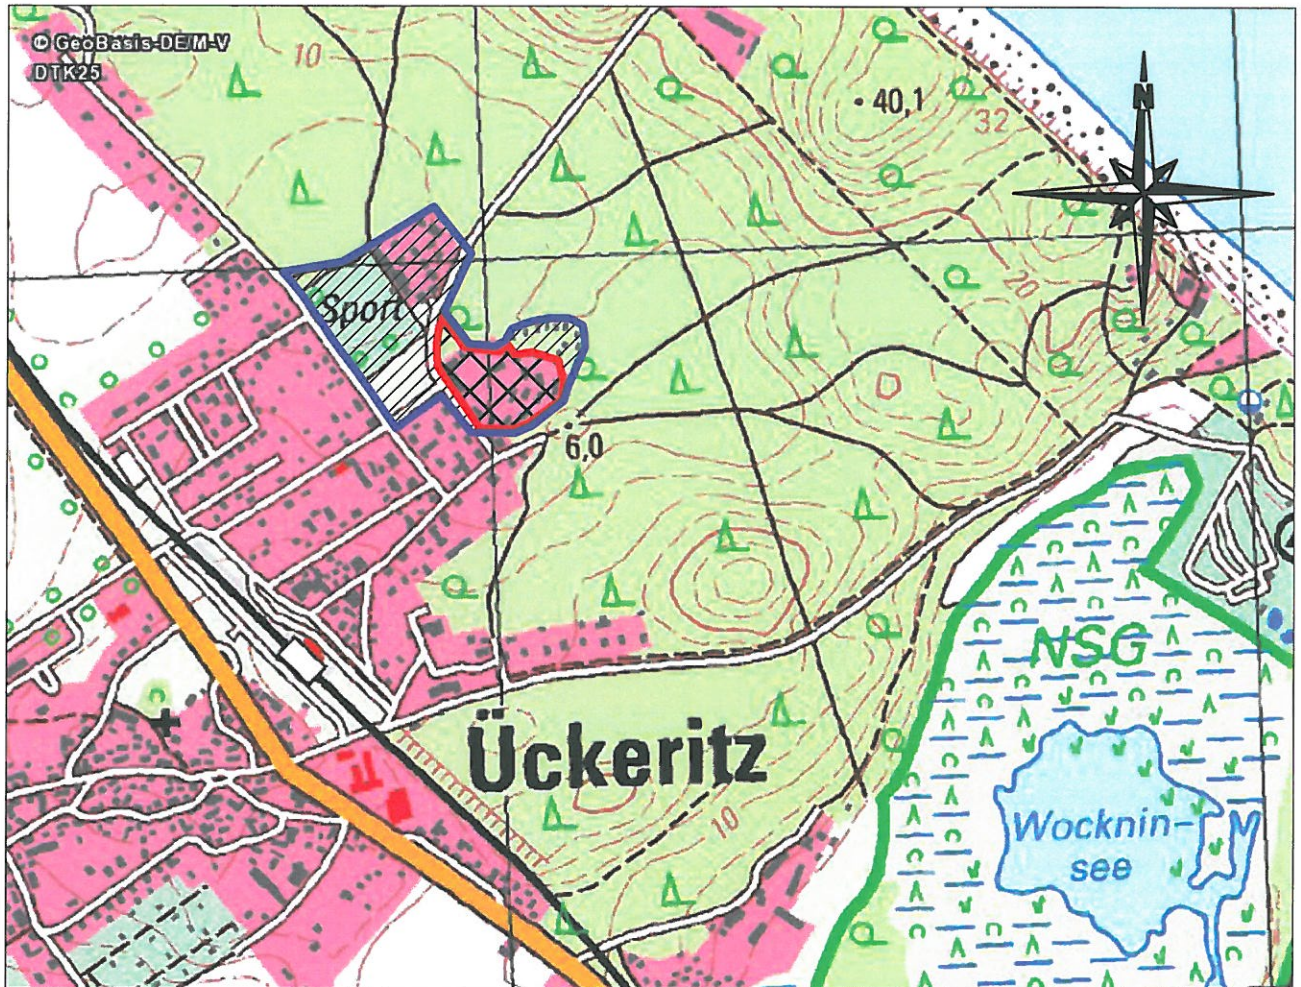 © GeoBasis-DE/M-V
DTK25
10
40,1
32
N
20
Sport
6,0
NSG
Ückeritz
10
Wocknin-
see